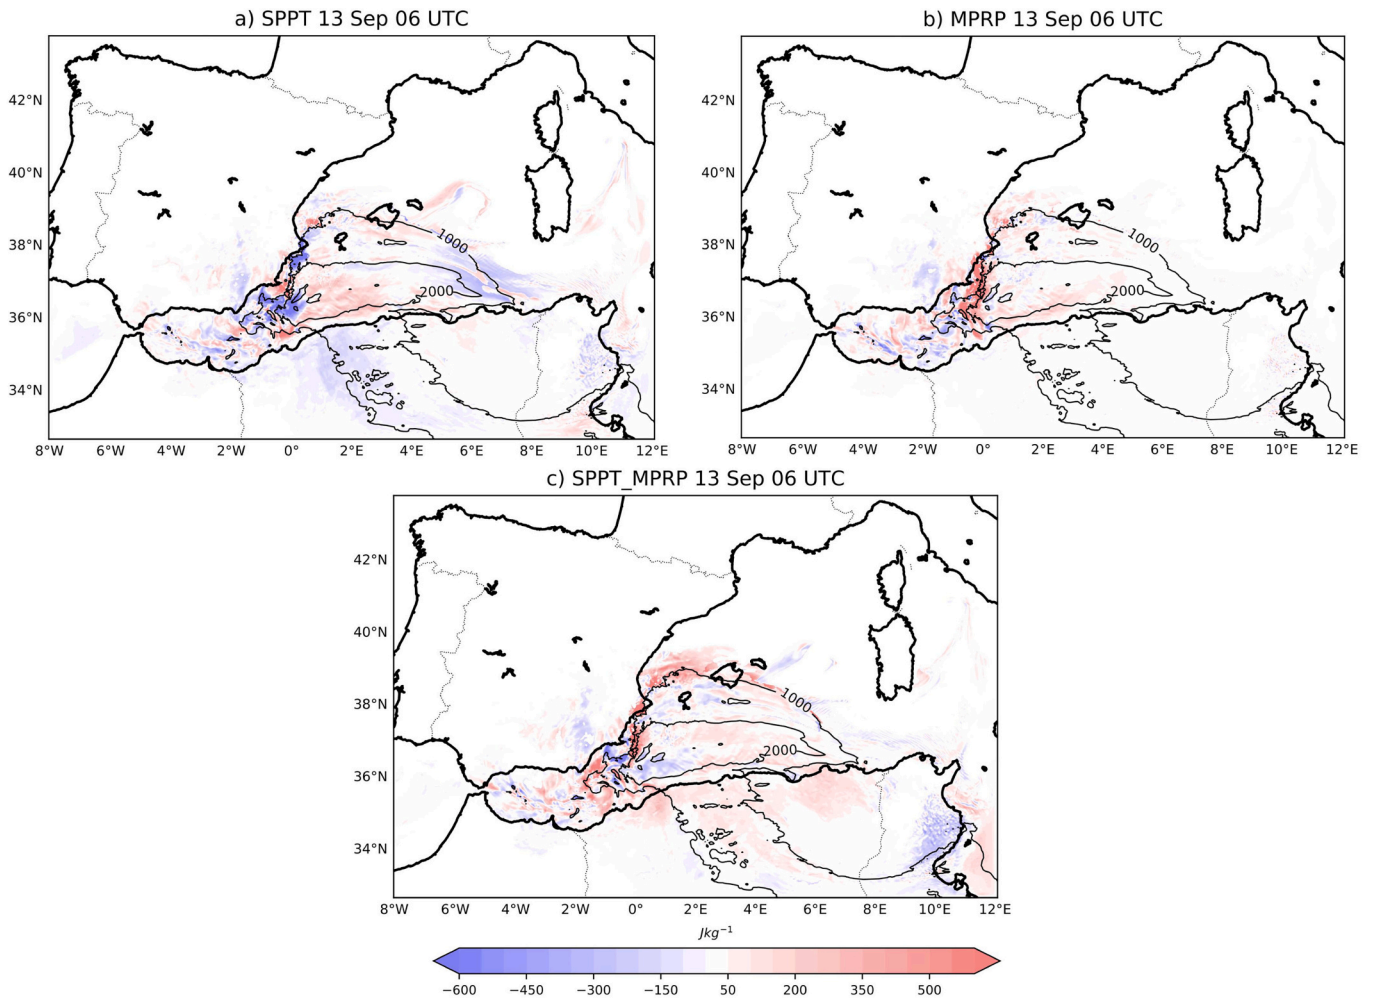 a) SPPT 13 Sep 06 UTC
b) MPRP 13 Sep 06 UTC
42°N
40°N
38°N
36°N
34°N
1000
2000
8°W 6°W 4°W 2°W 0° 2°E 4°E 6°E 8°E 10°E 12°E
42°N
40°N
38°N
36°N
34°N
1000
2000
8°W 6°W 4°W 2°W 0° 2°E 4°E 6°E 8°E 10°E 12°E
c) SPPT_MPRP 13 Sep 06 UTC
42°N
40°N
38°N
36°N
34°N
1000
2000
8°W 6°W 4°W 2°W 0° 2°E 4°E 6°E 8°E 10°E 12°E
Jkg⁻¹
−600 −450 −300 −150 50 200 350 500